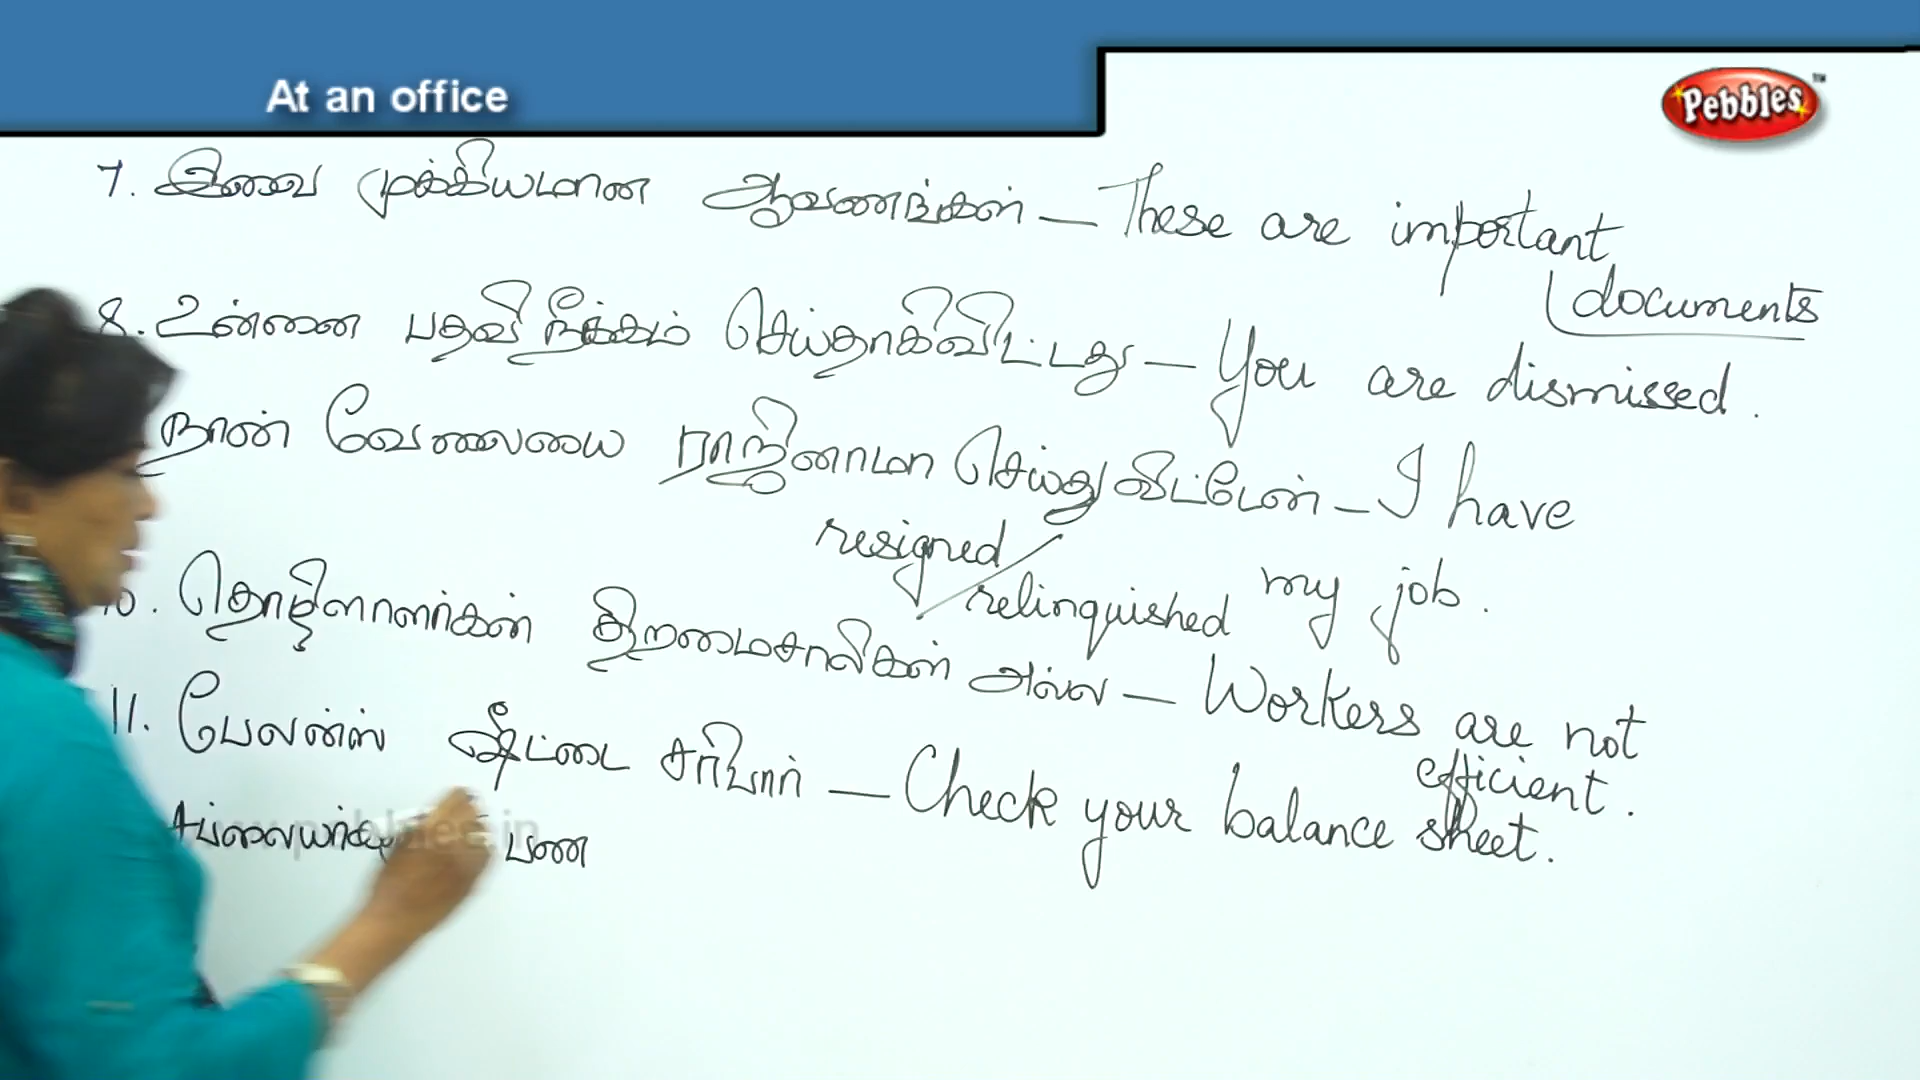 At an office
Pebbles™
7. இவை முக்கியமான ஆவணங்கள் — These are important
documents
8. உன்னை பதவி நீக்கம் செய்தாகிவிட்டது — You are dismissed.
நான் வேலையை ராஜினாமா செய்து விட்டேன் — I have
resigned / relinquished my job.
10. தொழிளாளர்கள் திறமைசாலிகள் அல்ல — Workers are not
efficient.
11. பேலன்ஸ் ஷீட்டை சரிபார் — Check your balance sheet.
பண